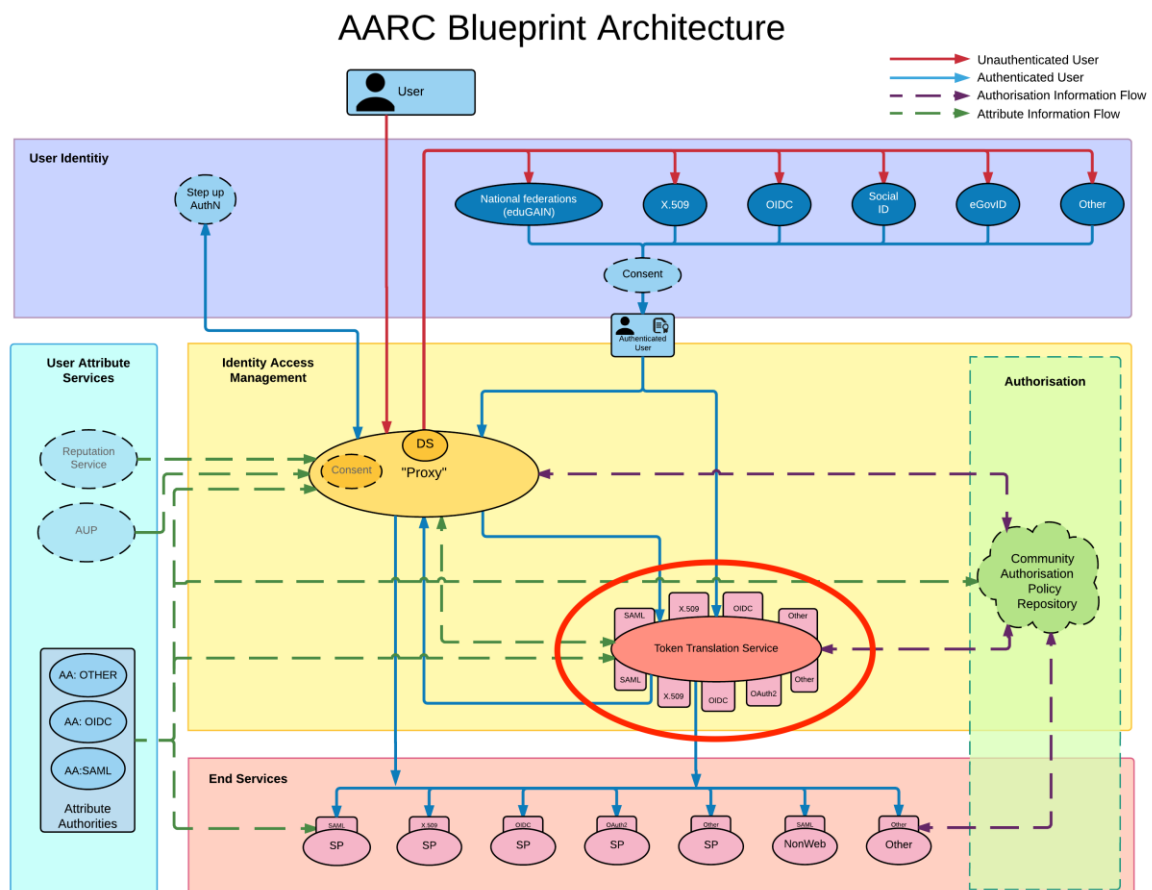 AARC Blueprint Architecture
Unauthenticated User
Authenticated User
Authorisation Information Flow
Attribute Information Flow
User
User Identitiy
Step up
AuthN
National federations
(eduGAIN)
X.509
OIDC
Social
ID
eGovID
Other
Consent
Authenticated
User
User Attribute
Services
Identity Access
Management
Authorisation
Reputation
Service
AUP
DS
Consent
"Proxy"
Community
Authorisation
Policy
Repository
SAML
X.509
OIDC
Other
Token Translation Service
SAML
X.509
OIDC
OAuth2
Other
AA: OTHER
AA: OIDC
AA:SAML
Attribute
Authorities
End Services
SAML
SP
X.509
SP
OIDC
SP
OAuth2
SP
Other
SP
SAML
NonWeb
Other
Other